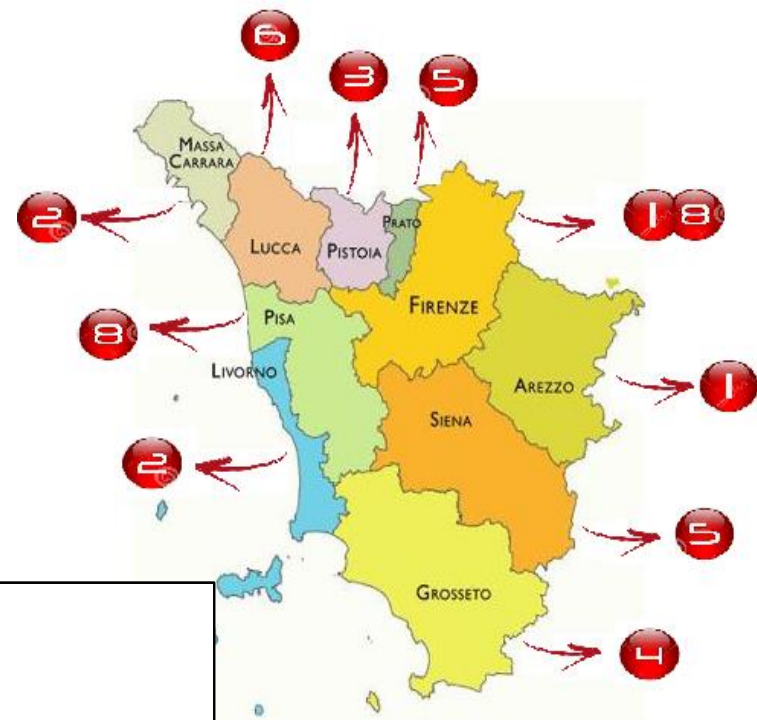 6
3
5
MASSA
CARRARA
2
18
PRATO
LUCCA
PISTOIA
FIRENZE
PISA
8
LIVORNO
AREZZO
1
SIENA
2
5
GROSSETO
4